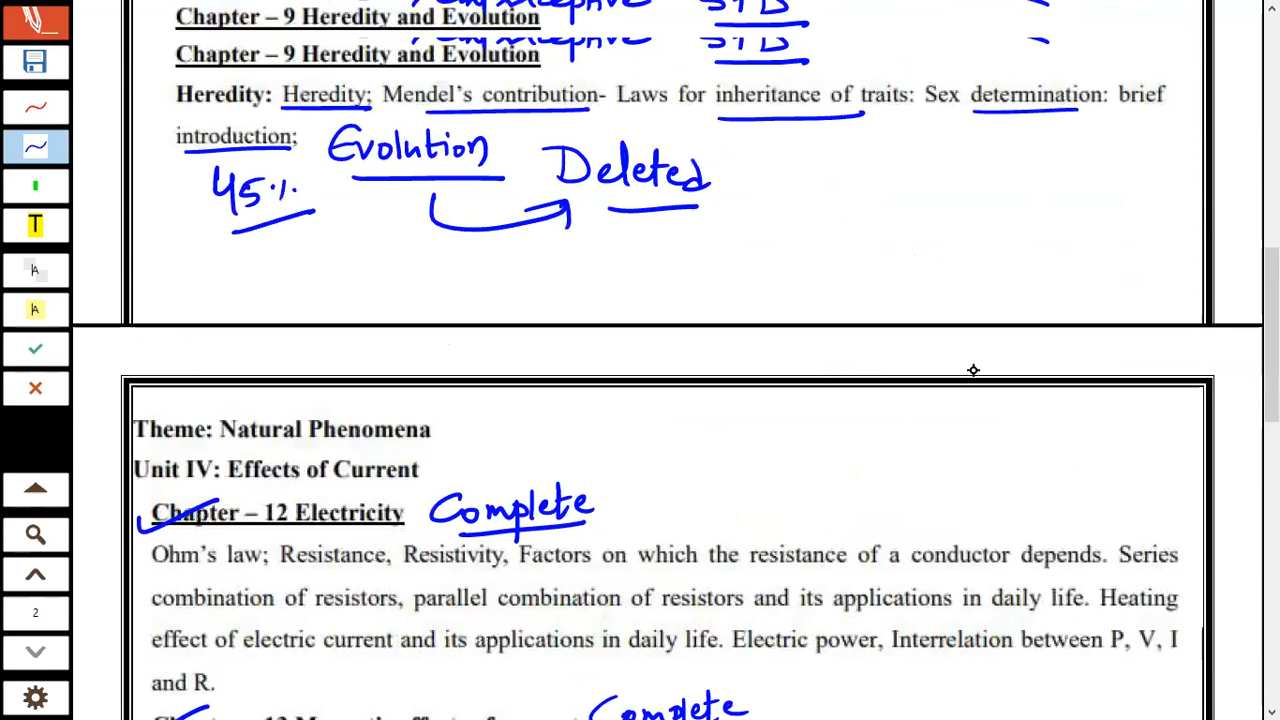 Chapter – 9 Heredity and Evolution
Chapter – 9 Heredity and Evolution
Heredity: Heredity; Mendel's contribution- Laws for inheritance of traits: Sex determination: brief
introduction;
Evolution Deleted
45%
Theme: Natural Phenomena
Unit IV: Effects of Current
Chapter – 12 Electricity Complete
Ohm's law; Resistance, Resistivity, Factors on which the resistance of a conductor depends. Series
combination of resistors, parallel combination of resistors and its applications in daily life. Heating
effect of electric current and its applications in daily life. Electric power, Interrelation between P, V, I
and R.
Complete
T
A
A
2